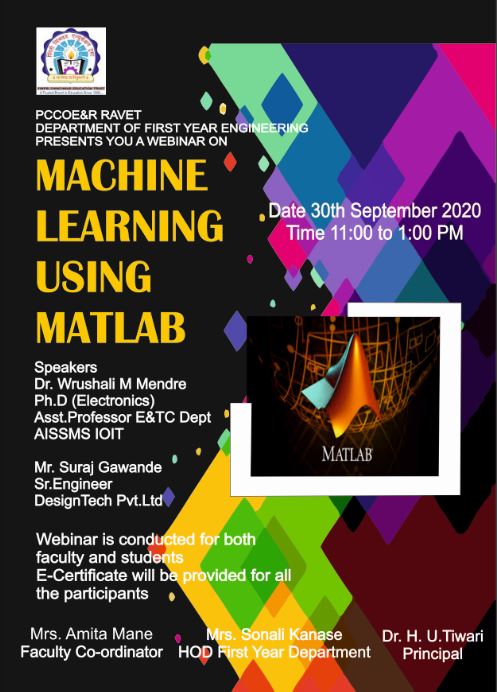 PCCOE&R RAVET
DEPARTMENT OF FIRST YEAR ENGINEERING
PRESENTS YOU A WEBINAR ON
MACHINE
LEARNING
USING
MATLAB
Date 30th September 2020
Time 11:00 to 1:00 PM
Speakers
Dr. Wrushali M Mendre
Ph.D (Electronics)
Asst.Professor E&TC Dept
AISSMS IOIT
MATLAB
Mr. Suraj Gawande
Sr.Engineer
DesignTech Pvt.Ltd
Webinar is conducted for both
faculty and students
E-Certificate will be provided for all
the participants
Mrs. Amita Mane
Faculty Co-ordinator
Mrs. Sonali Kanase
HOD First Year Department
Dr. H. U.Tiwari
Principal